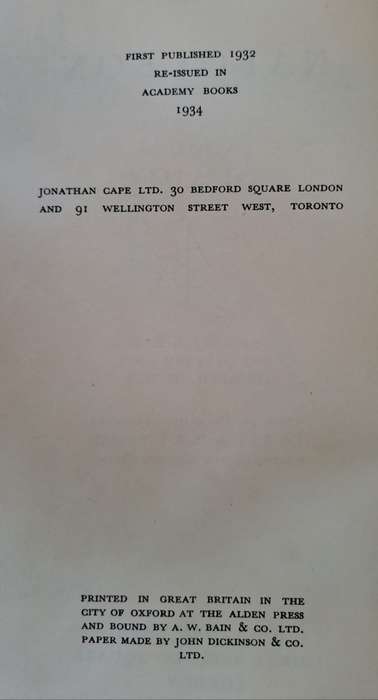 FIRST PUBLISHED 1932
RE-ISSUED IN
ACADEMY BOOKS
1934
JONATHAN CAPE LTD. 30 BEDFORD SQUARE LONDON
AND 91 WELLINGTON STREET WEST, TORONTO
PRINTED IN GREAT BRITAIN IN THE
CITY OF OXFORD AT THE ALDEN PRESS
AND BOUND BY A. W. BAIN & CO. LTD.
PAPER MADE BY JOHN DICKINSON & CO.
LTD.